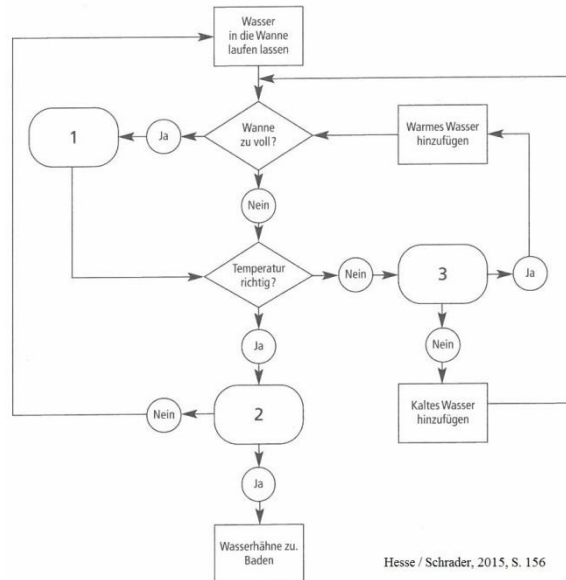 Wasser
in die Wanne
laufen lassen
1
Ja
Wanne
zu voll?
Warmes Wasser
hinzufügen
Nein
Temperatur
richtig?
Nein
3
Ja
Ja
Nein
Nein
2
Kaltes Wasser
hinzufügen
Ja
Wasserhähne zu.
Baden
Hesse / Schrader, 2015, S. 156